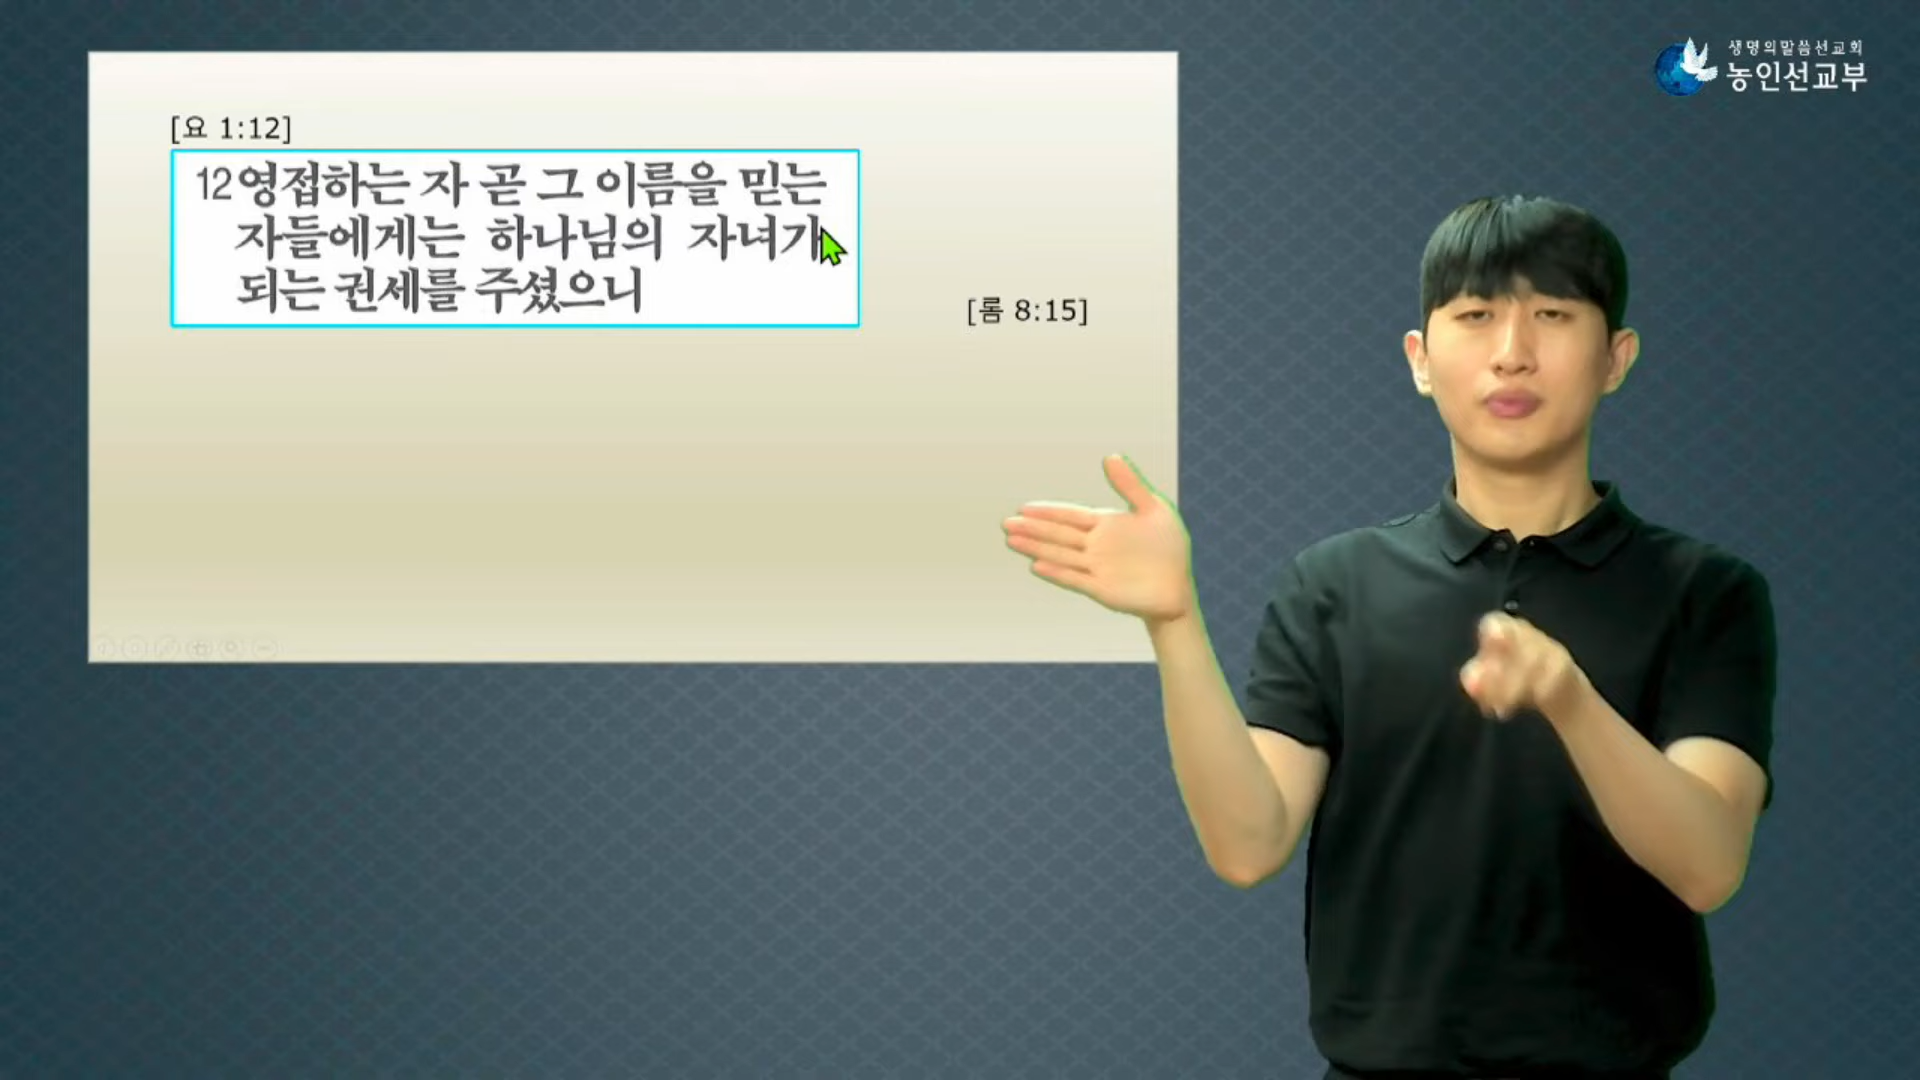 생명의말씀선교회
농인선교부
[요 1:12]
12 영접하는 자 곧 그 이름을 믿는
자들에게는 하나님의 자녀가
되는 권세를 주셨으니
[롬 8:15]